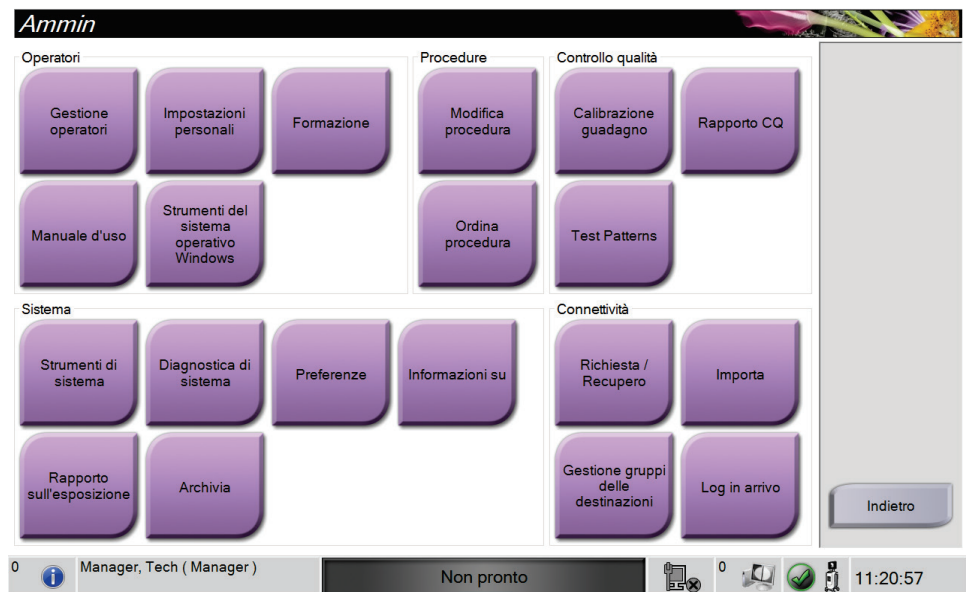 Ammin
Operatori
Gestione
operatori
Impostazioni
personali
Formazione
Manuale d'uso
Strumenti del
sistema
operativo
Windows
Procedure
Modifica
procedura
Ordina
procedura
Controllo qualità
Calibrazione
guadagno
Rapporto CQ
Test Patterns
Sistema
Strumenti di
sistema
Diagnostica di
sistema
Preferenze
Informazioni su
Rapporto
sull'esposizione
Archivia
Connettività
Richiesta /
Recupero
Importa
Gestione gruppi
delle
destinazioni
Log in arrivo
Indietro
0
Manager, Tech ( Manager )
Non pronto
0
11:20:57